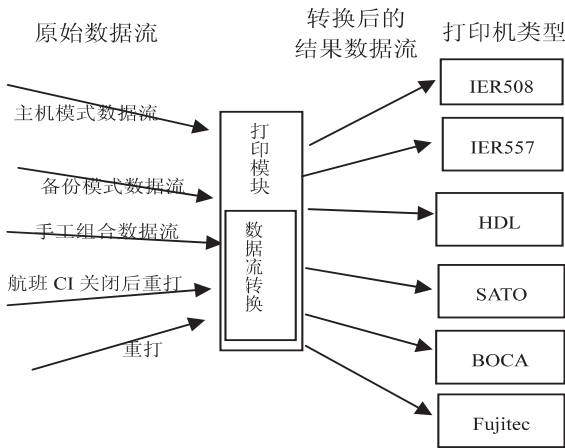 原始数据流
转换后的
结果数据流
打印机类型
主机模式数据流
备份模式数据流
手工组合数据流
航班 CI 关闭后重打
重打
打印模块
数据流转换
IER508
IER557
HDL
SATO
BOCA
Fujitec